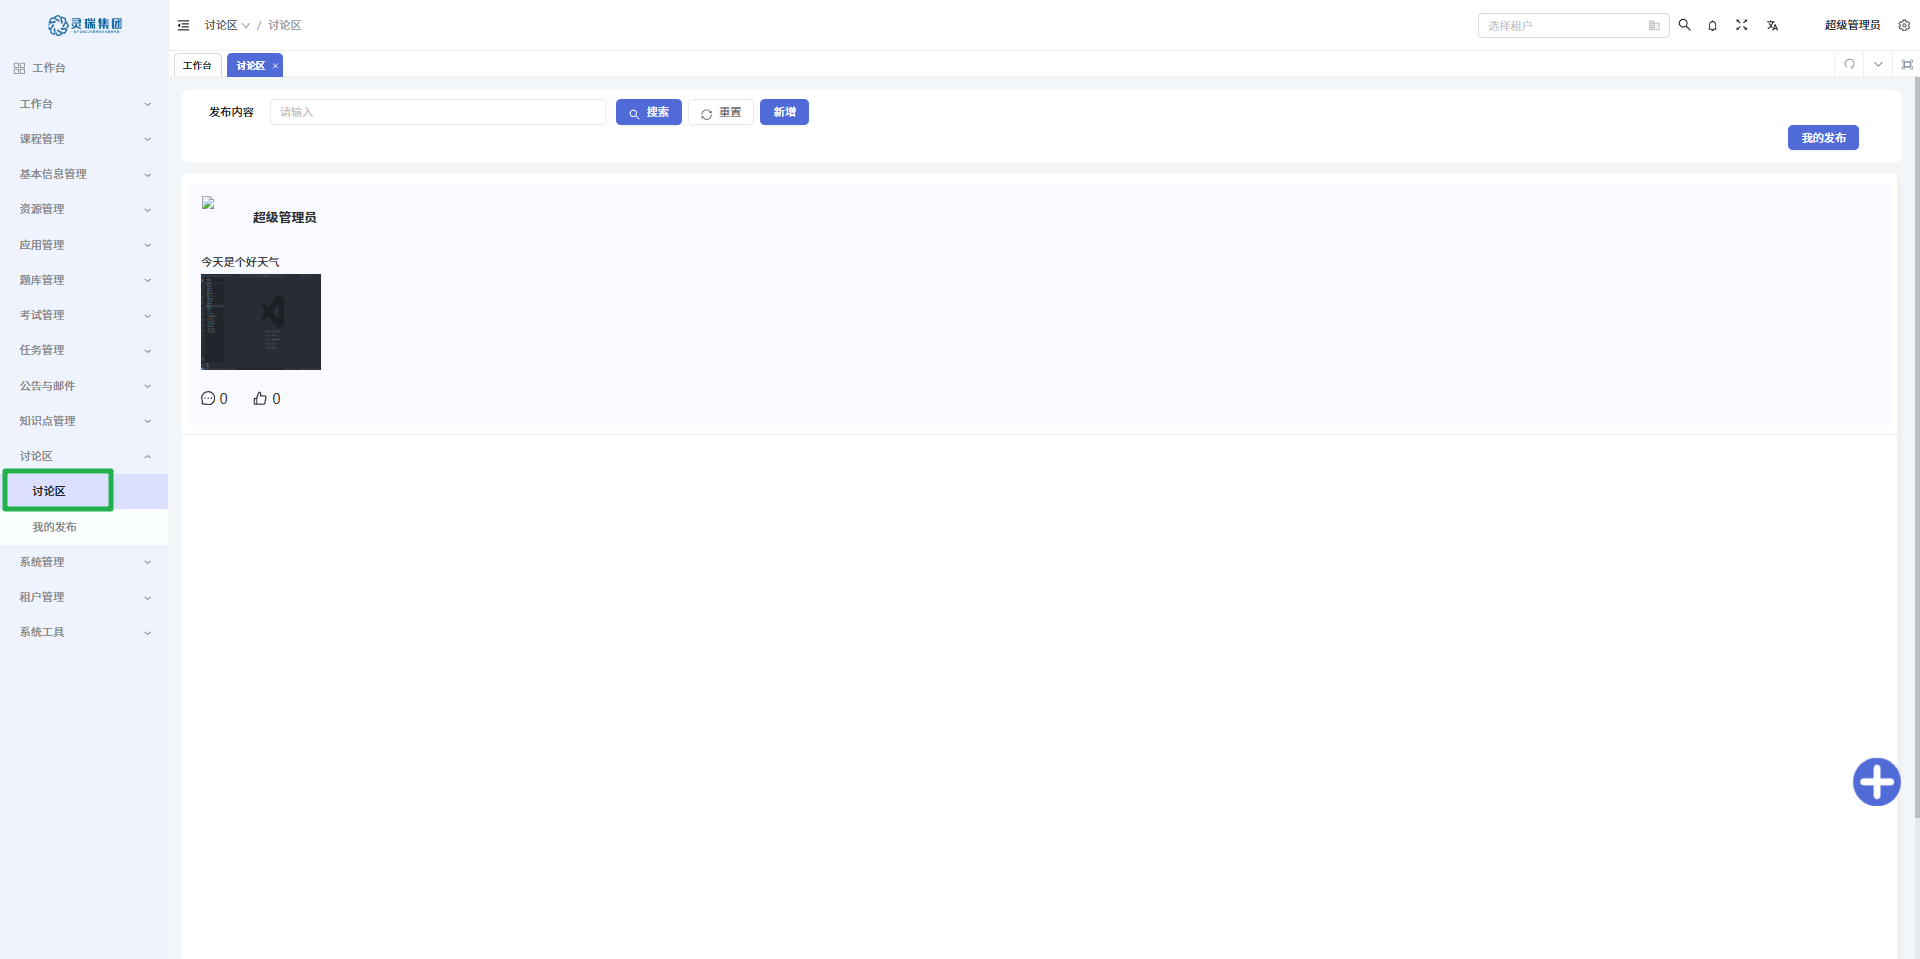 灵瑞集团
讨论区 / 讨论区
选择租户
超级管理员
工作台
讨论区
工作台
工作台
课程管理
基本信息管理
资源管理
应用管理
题库管理
考试管理
任务管理
公告与邮件
知识点管理
讨论区
讨论区
我的发布
系统管理
租户管理
系统工具
发布内容
请输入
搜索
重置
新增
我的发布
超级管理员
今天是个好天气
0
0